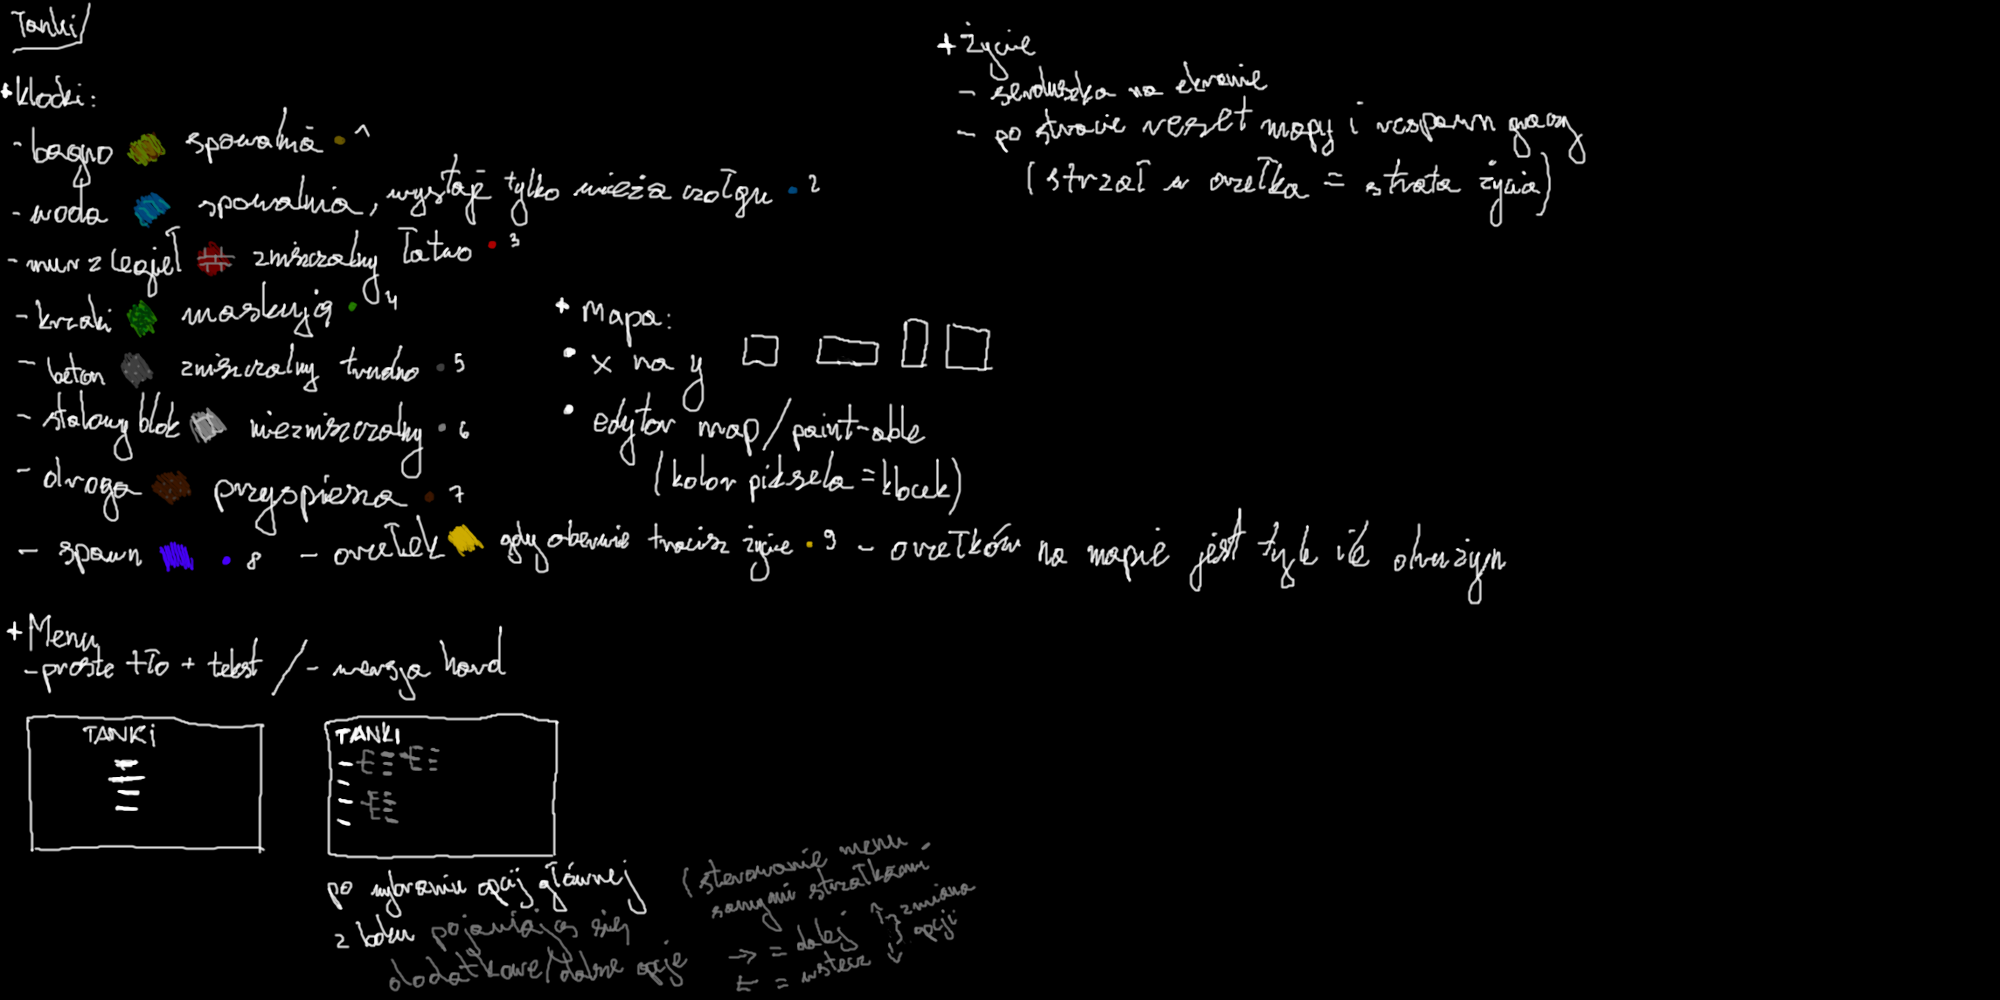 Tanki
+ klocki:
- bagno spowalnia • 1
- woda spowalnia, wystaje tylko wieża czołgu • 2
- mur z cegieł zniszczalny łatwo • 3
- krzaki maskują • 4
- beton zniszczalny trudno • 5
- stalowy blok niezniszczalny • 6
- droga przyspiesza • 7
- spawn • 8 - orzełek gdy oberwie tracisz życie • 9 - orzełków na mapie jest tyle ile drużyn
+ życie
- serduszka na ekranie
- po stracie reset mapy i respawn graczy
(strzał w orzełka = strata życia)
+ Mapa:
• x na y
• edytor map/paint-able
(kolor piksela = klocek)
+ Menu
- proste tło + tekst / - wersja hard
TANKi
TANKI
po wybraniu opcji głównej
z boku pojawiają się
dodatkowe/dalsze opcje
(sterowanie menu
samymi strzałkami
→ = dalej ↑ } zmiana
← = wstecz ↓ opcji